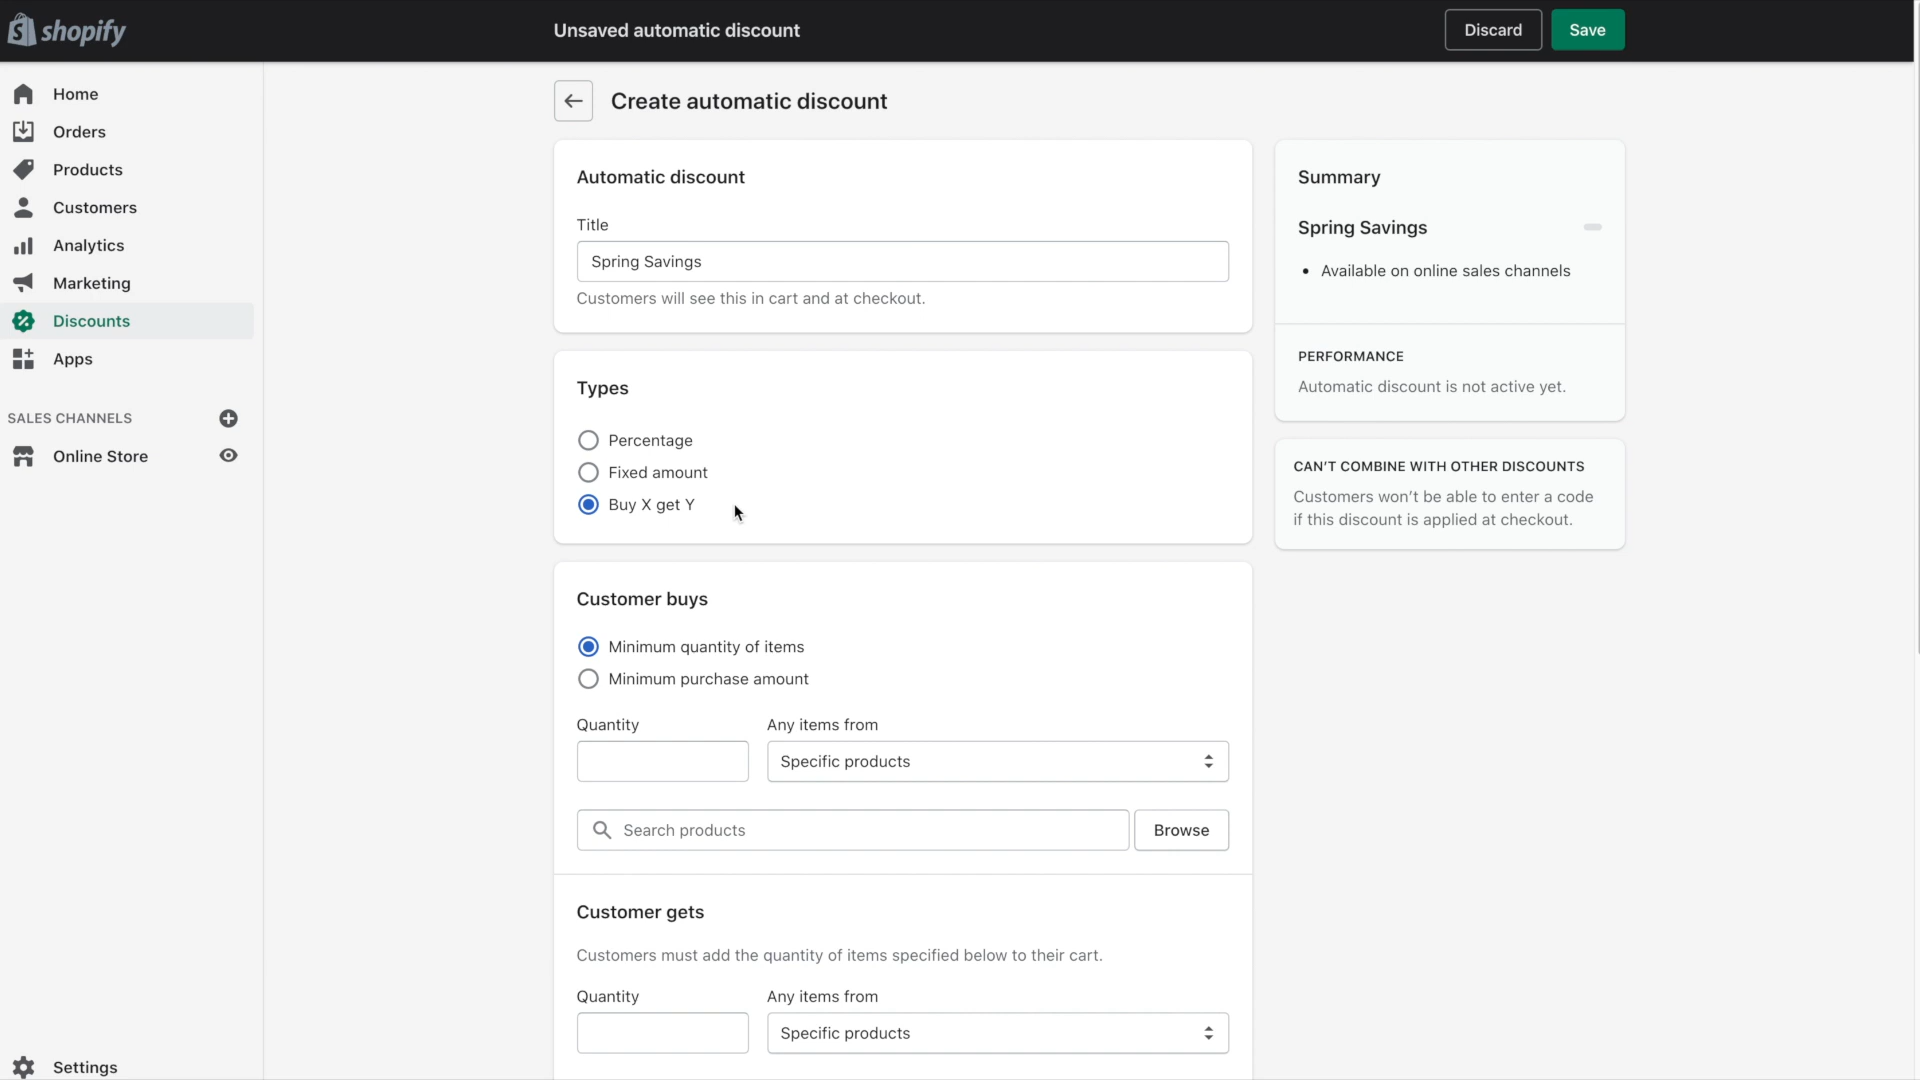 shopify
Unsaved automatic discount
Discard
Save
Home
Orders
Products
Customers
Analytics
Marketing
Discounts
Apps
SALES CHANNELS
Online Store
Settings
Create automatic discount
Automatic discount
Title
Spring Savings
Customers will see this in cart and at checkout.
Types
Percentage
Fixed amount
Buy X get Y
Customer buys
Minimum quantity of items
Minimum purchase amount
Quantity
Any items from
Specific products
Search products
Browse
Customer gets
Customers must add the quantity of items specified below to their cart.
Quantity
Any items from
Specific products
Summary
Spring Savings
• Available on online sales channels
PERFORMANCE
Automatic discount is not active yet.
CAN'T COMBINE WITH OTHER DISCOUNTS
Customers won't be able to enter a code
if this discount is applied at checkout.